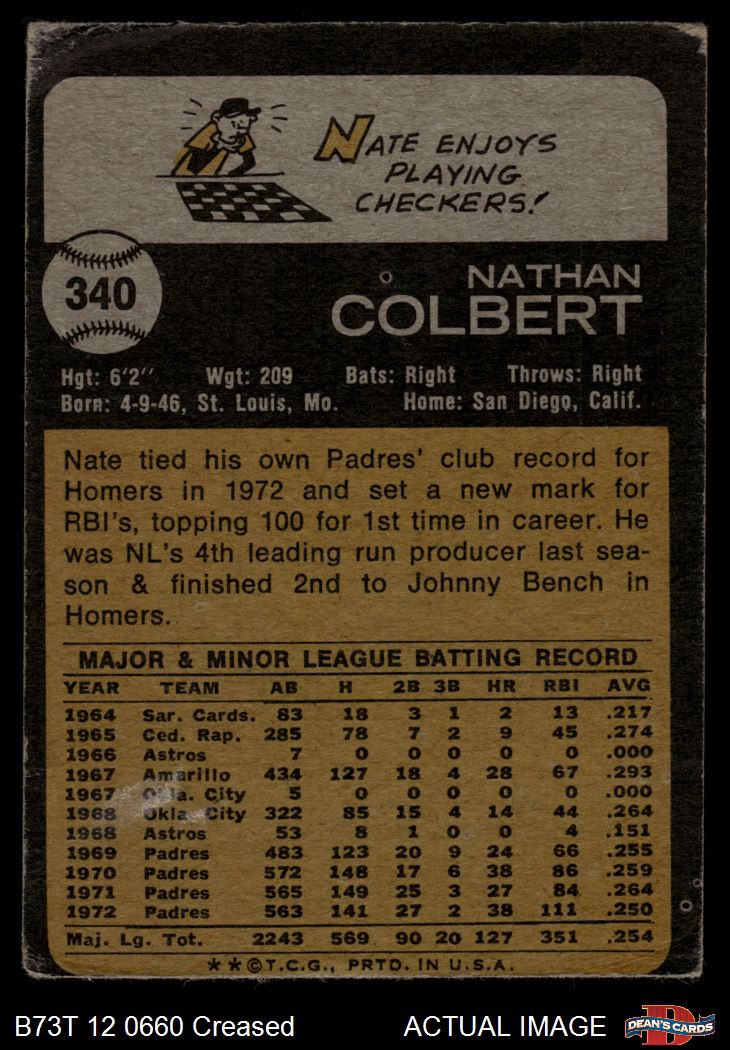 NATE ENJOYS
PLAYING
CHECKERS!
340
NATHAN
COLBERT
Hgt: 6'2" Wgt: 209 Bats: Right Throws: Right
Born: 4-9-46, St. Louis, Mo. Home: San Diego, Calif.
Nate tied his own Padres' club record for
Homers in 1972 and set a new mark for
RBI's, topping 100 for 1st time in career. He
was NL's 4th leading run producer last sea-
son & finished 2nd to Johnny Bench in
Homers.
MAJOR & MINOR LEAGUE BATTING RECORD
YEAR TEAM AB H 2B 3B HR RBI AVG
1964 Sar. Cards. 83 18 3 1 2 13 .217
1965 Ced. Rap. 285 78 7 2 9 45 .274
1966 Astros 7 0 0 0 0 0 .000
1967 Amarillo 434 127 18 4 28 67 .293
1967 Okla. City 5 0 0 0 0 0 .000
1968 Okla. City 322 85 15 4 14 44 .264
1968 Astros 53 8 1 0 0 4 .151
1969 Padres 483 123 20 9 24 66 .255
1970 Padres 572 148 17 6 38 86 .259
1971 Padres 565 149 25 3 27 84 .264
1972 Padres 563 141 27 2 38 111 .250
Maj. Lg. Tot. 2243 569 90 20 127 351 .254
**©T.C.G., PRTD. IN U.S.A.
B73T 12 0660 Creased ACTUAL IMAGE DEAN'S CARDS